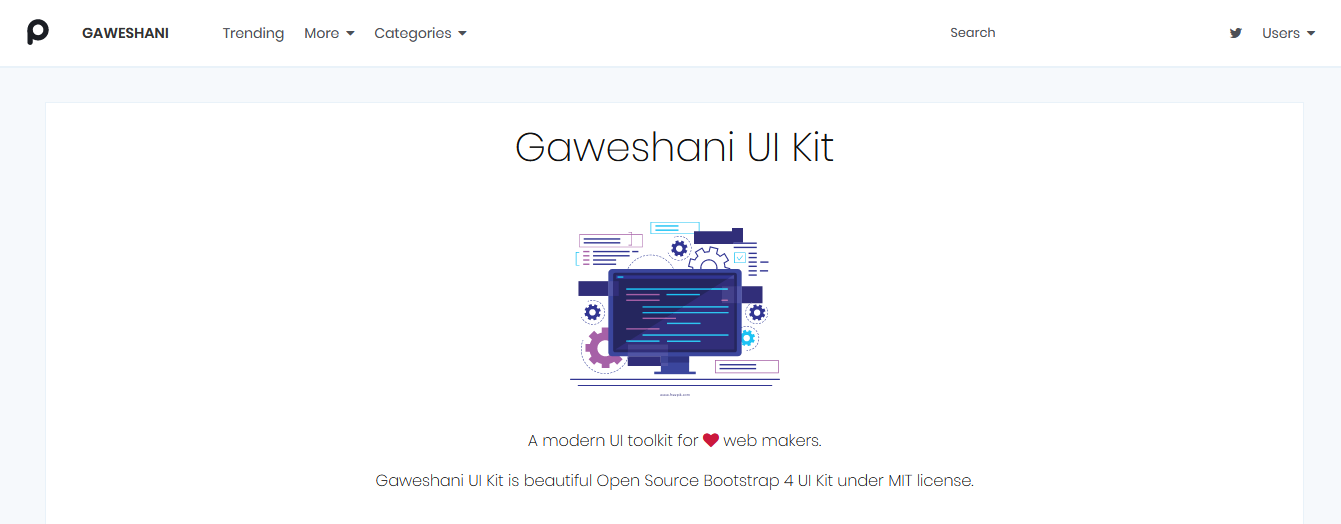 GAWESHANI Trending More Categories Search Users
Gaweshani UI Kit
www.freepik.com
A modern UI toolkit for ❤ web makers.
Gaweshani UI Kit is beautiful Open Source Bootstrap 4 UI Kit under MIT license.